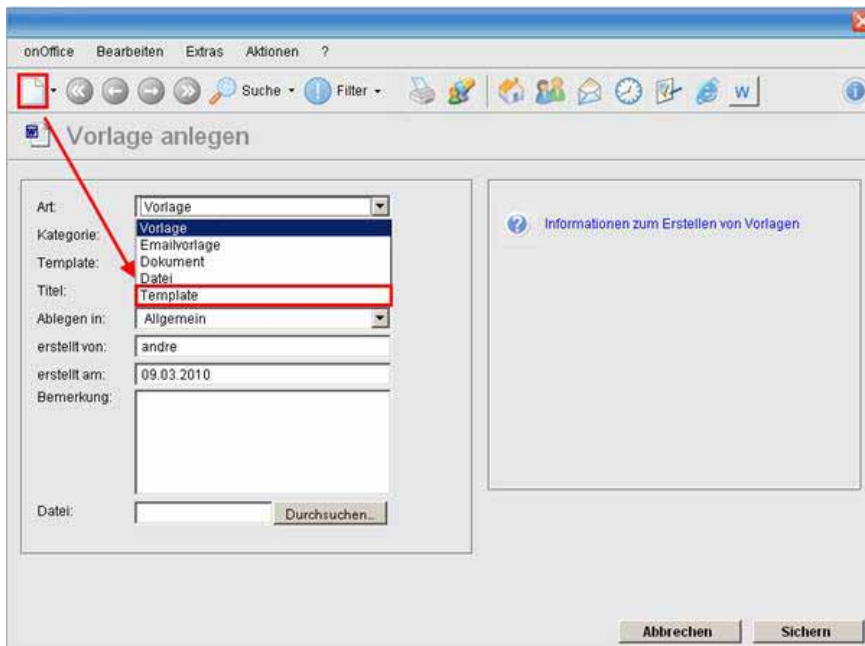 onOffice Bearbeiten Extras Aktionen ?
Suche Filter W
Vorlage anlegen
Art: Vorlage
Kategorie: Vorlage
Emailvorlage
Template: Dokument
Datei
Titel: Template
Ablegen in: Allgemein
erstellt von: andre
erstellt am: 09.03.2010
Bemerkung:
Datei: Durchsuchen...
Informationen zum Erstellen von Vorlagen
Abbrechen Sichern